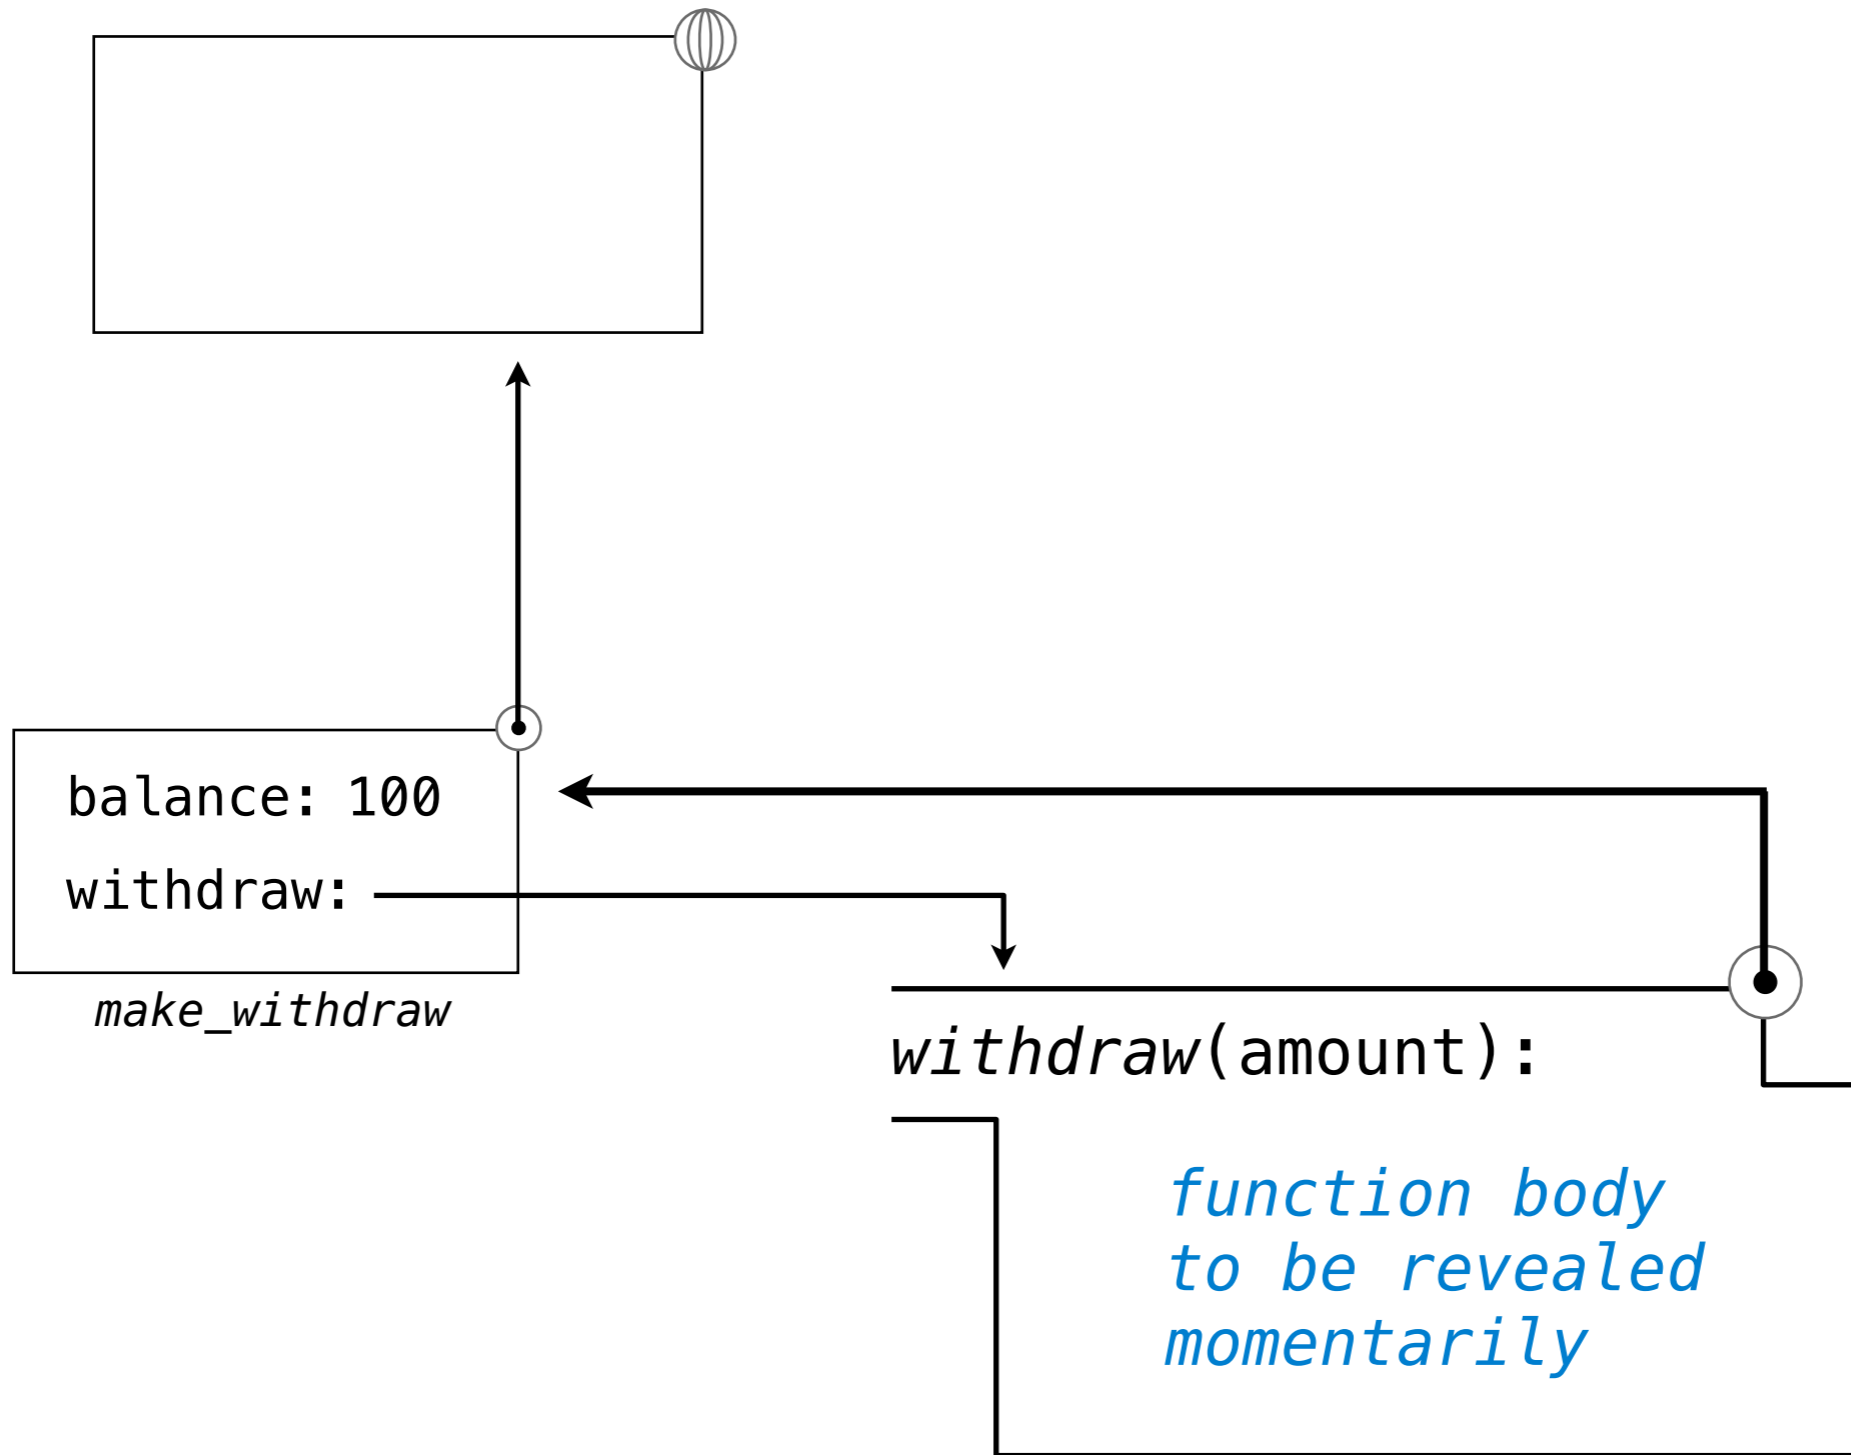 balance: 100
withdraw:
make_withdraw
withdraw(amount):
function body
to be revealed
momentarily